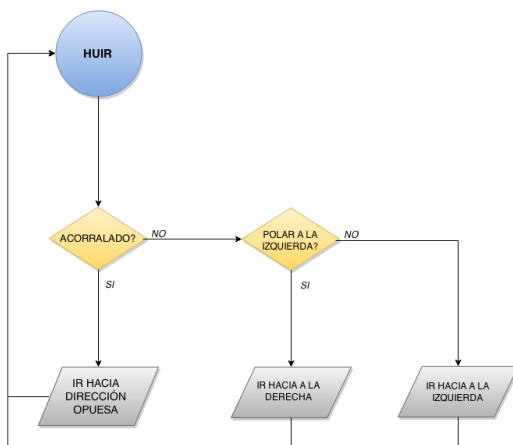 HUIR
ACORRALADO?
NO
POLAR A LA
IZQUIERDA?
NO
SI
SI
IR HACIA
DIRECCIÓN
OPUESA
IR HACIA A LA
DERECHA
IR HACIA A LA
IZQUIERDA